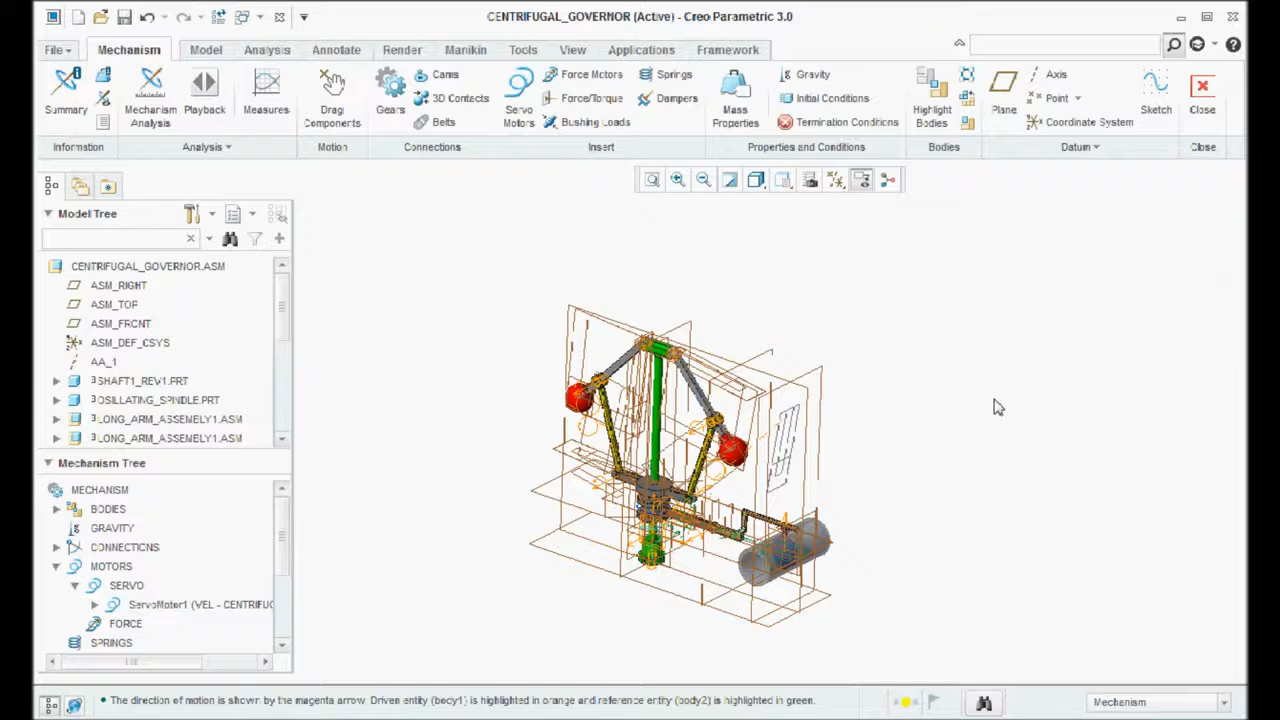 CENTRIFUGAL_GOVERNOR (Active) - Creo Parametric 3.0
File Mechanism Model Analysis Annotate Render Manikin Tools View Applications Framework
Summary
Mechanism Analysis
Playback
Measures
Drag Components
Gears
Cams
3D Contacts
Belts
Servo Motors
Force Motors
Force/Torque
Bushing Loads
Springs
Dampers
Mass Properties
Gravity
Initial Conditions
Termination Conditions
Highlight Bodies
Plane
Axis
Point
Coordinate System
Sketch
Close
Information Analysis Motion Connections Insert Properties and Conditions Bodies Datum Close
Model Tree
CENTRIFUGAL_GOVERNOR.ASM
ASM_RIGHT
ASM_TOP
ASM_FRONT
ASM_DEF_CSYS
AA_1
SHAFT1_REV1.PRT
OSILLATING_SPINDLE.PRT
LONG_ARM_ASSEMBLY1.ASM
LONG_ARM_ASSEMBLY1.ASM
Mechanism Tree
MECHANISM
BODIES
GRAVITY
CONNECTIONS
MOTORS
SERVO
ServoMotor1 (VEL - CENTRIFUG
FORCE
SPRINGS
• The direction of motion is shown by the magenta arrow. Driven entity (body1) is highlighted in orange and reference entity (body2) is highlighted in green.
Mechanism